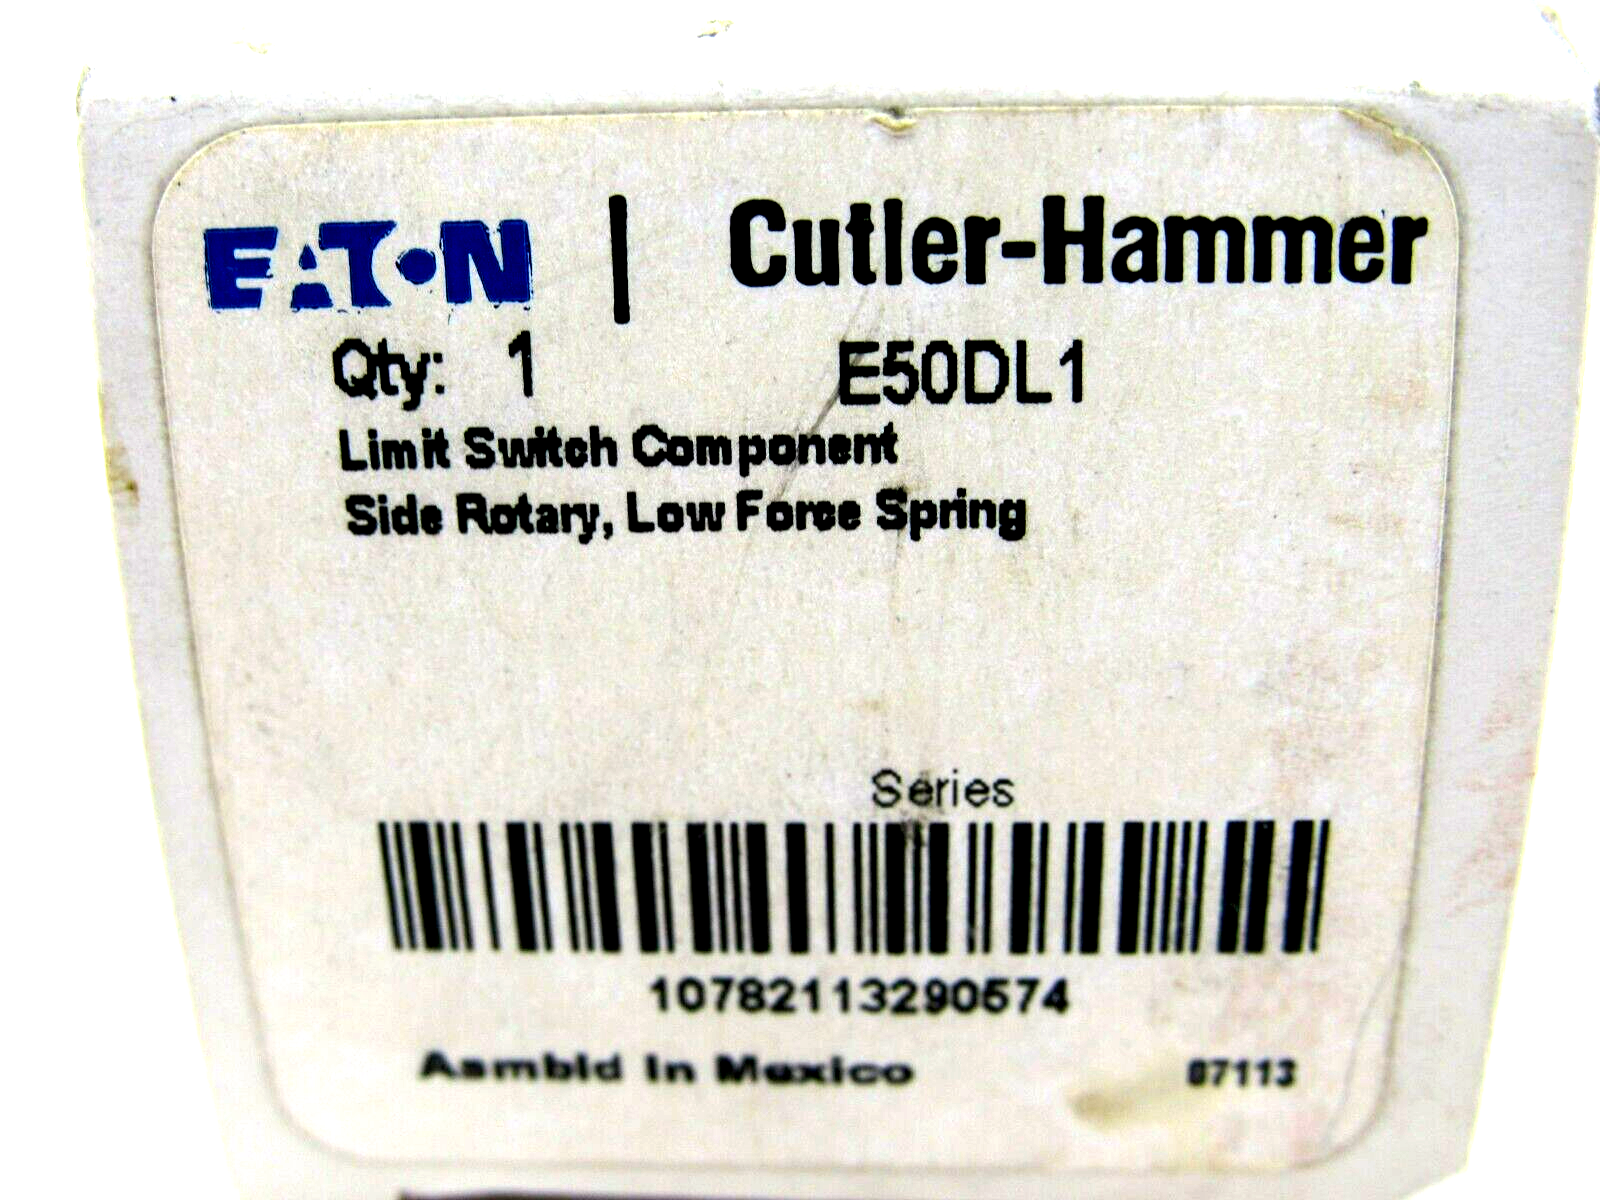 EATON | Cutler-Hammer
Qty: 1 E50DL1
Limit Switch Component
Side Rotary, Low Force Spring
Series
10782113290574
Asmbld In Mexico 07113